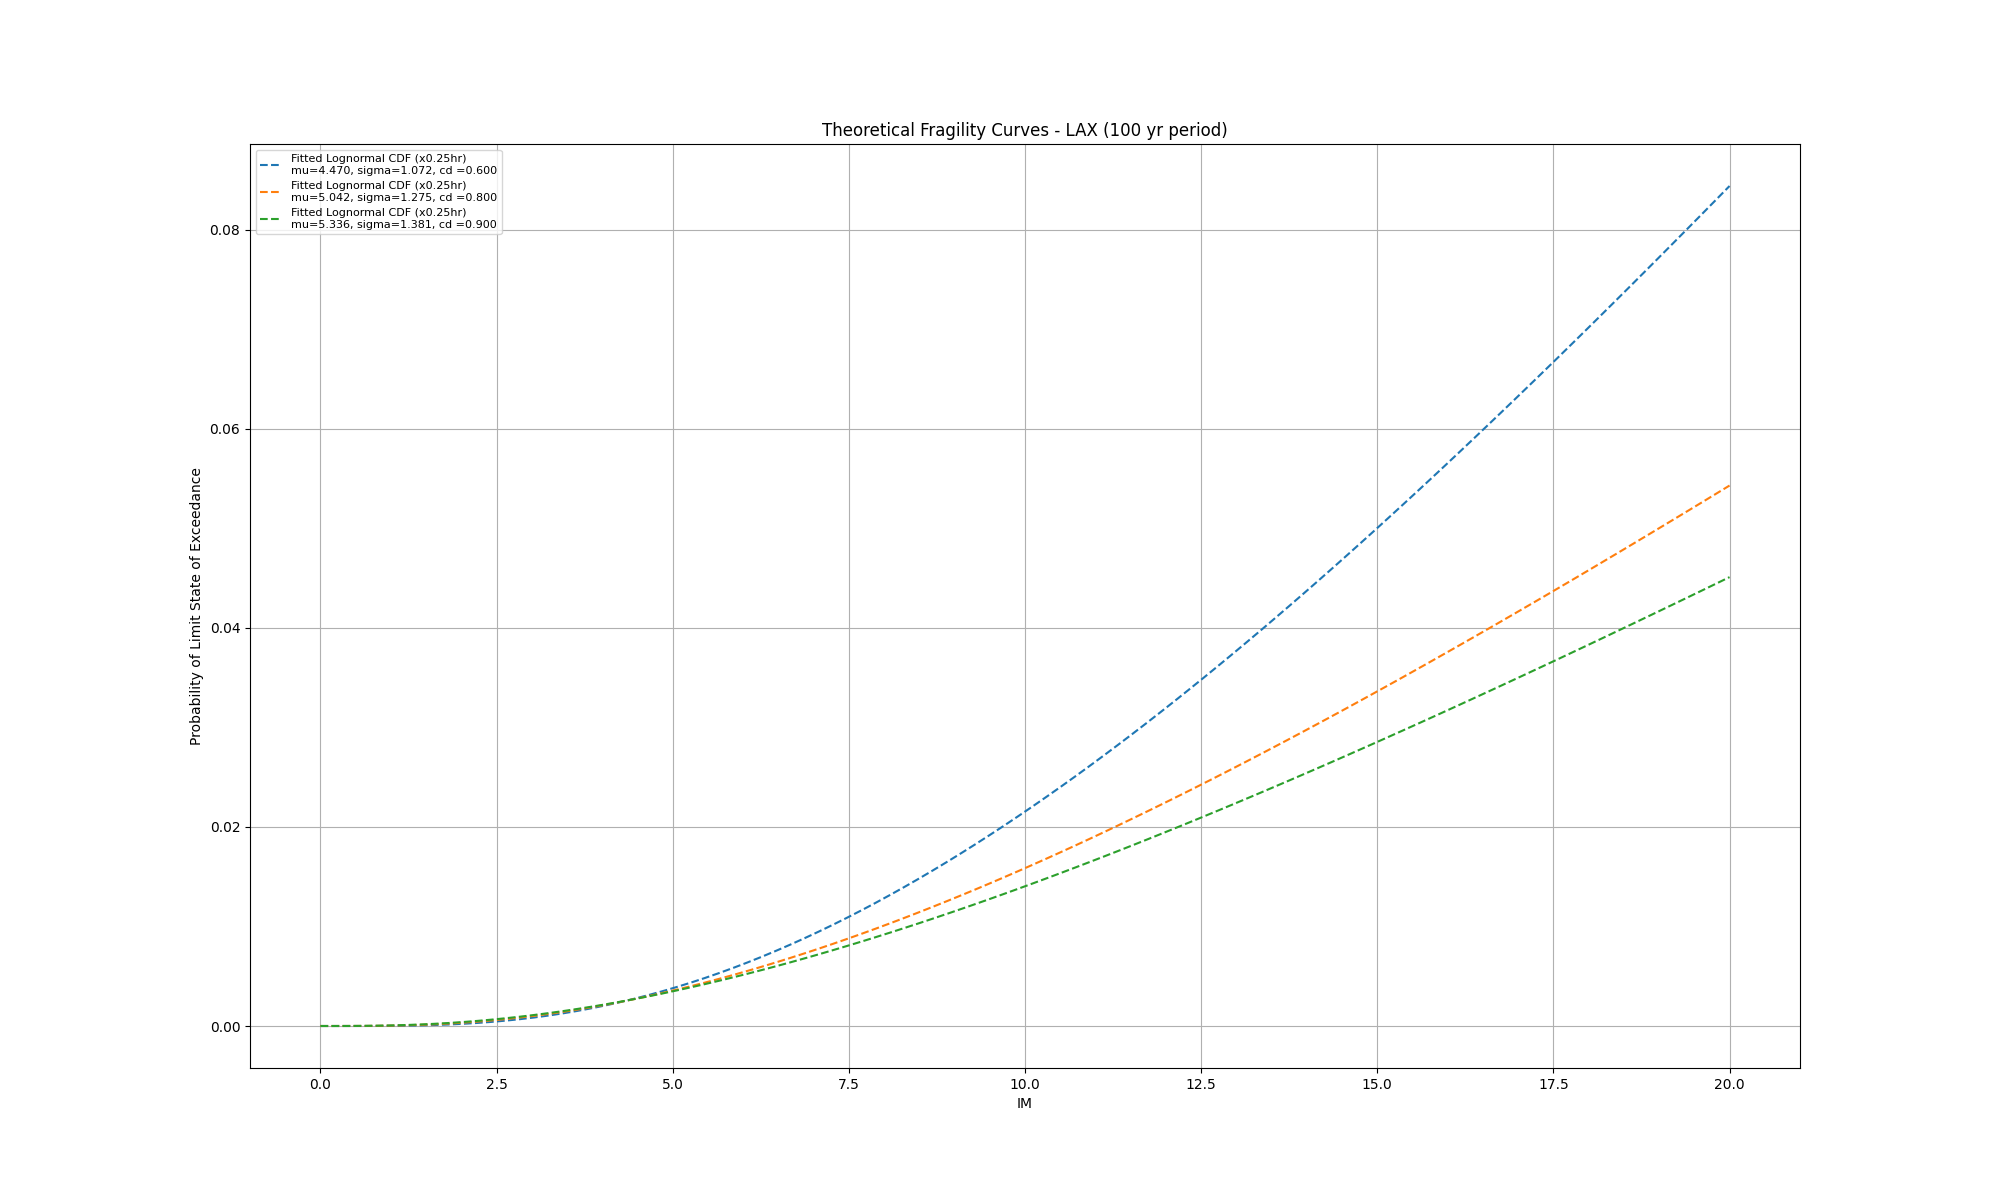 Theoretical Fragility Curves - LAX (100 yr period)
Fitted Lognormal CDF (x0.25hr)
mu=4.470, sigma=1.072, cd =0.600
Fitted Lognormal CDF (x0.25hr)
mu=5.042, sigma=1.275, cd =0.800
Fitted Lognormal CDF (x0.25hr)
mu=5.336, sigma=1.381, cd =0.900
Probability of Limit State of Exceedance
0.08
0.06
0.04
0.02
0.00
0.0 2.5 5.0 7.5 10.0 12.5 15.0 17.5 20.0
IM